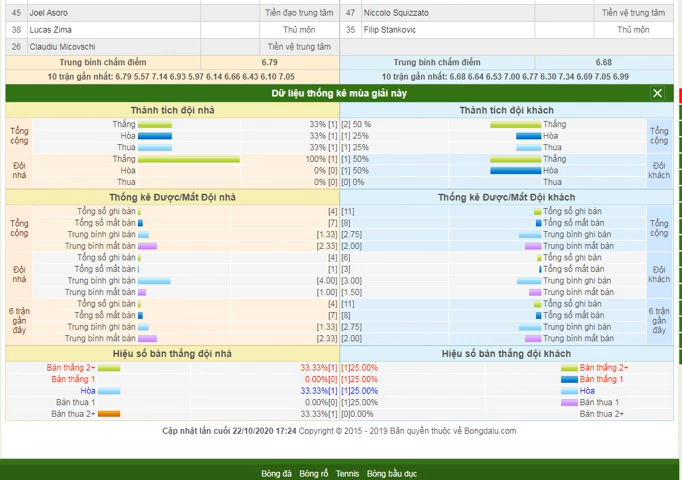 45 Joel Asoro Tiền đạo trung tâm 47 Niccolo Squizzato Tiền vệ trung tâm
38 Lucas Zima Thủ môn 35 Filip Stankovic Thủ môn
26 Claudiu Micovschi Tiền vệ trung tâm
Trung bình chấm điểm 6.79 Trung bình chấm điểm 6.68
10 trận gần nhất: 6.79 5.57 7.14 6.93 5.97 6.14 6.66 6.43 6.10 7.05 10 trận gần nhất: 6.68 6.64 6.53 7.00 6.77 6.30 7.34 6.69 7.05 6.99
Dữ liệu thống kê mùa giải này
Thành tích đội nhà Thành tích đội khách
Tổng cộng Thắng 33% [1] [2] 50 % Thắng Tổng cộng
Hòa 33% [1] [1] 25% Hòa
Thua 33% [1] [1] 25% Thua
Đội nhà Thắng 100% [1] [1] 50% Thắng Đội khách
Hòa 0% [0] [1] 50% Hòa
Thua 0% [0] [0] 0% Thua
Thống kê Được/Mất Đội nhà Thống kê Được/Mất Đội khách
Tổng cộng Tổng số ghi bàn [4] [11] Tổng số ghi bàn Tổng cộng
Tổng số mất bàn [7] [8] Tổng số mất bàn
Trung bình ghi bàn [1.33] [2.75] Trung bình ghi bàn
Trung bình mất bàn [2.33] [2.00] Trung bình mất bàn
Đội nhà Tổng số ghi bàn [4] [6] Tổng số ghi bàn Đội khách
Tổng số mất bàn [1] [3] Tổng số mất bàn
Trung bình ghi bàn [4.00] [3.00] Trung bình ghi bàn
Trung bình mất bàn [1.00] [1.50] Trung bình mất bàn
6 trận gần đây Tổng số ghi bàn [4] [11] Tổng số ghi bàn 6 trận gần đây
Tổng số mất bàn [7] [8] Tổng số mất bàn
Trung bình ghi bàn [1.33] [2.75] Trung bình ghi bàn
Trung bình mất bàn [2.33] [2.00] Trung bình mất bàn
Hiệu số bàn thắng đội nhà Hiệu số bàn thắng đội khách
Bàn thắng 2+ 33.33%[1] [1]25.00% Bàn thắng 2+
Bàn thắng 1 0.00%[0] [1]25.00% Bàn thắng 1
Hòa 33.33%[1] [1]25.00% Hòa
Bàn thua 1 0.00%[0] [1]25.00% Bàn thua 1
Bàn thua 2+ 33.33%[1] [0]0.00% Bàn thua 2+
Cập nhật lần cuối 22/10/2020 17:24 Copyright © 2015 - 2019 Bản quyền thuộc về Bongdalu.com
Bóng đá Bóng rổ Tennis Bóng bầu dục